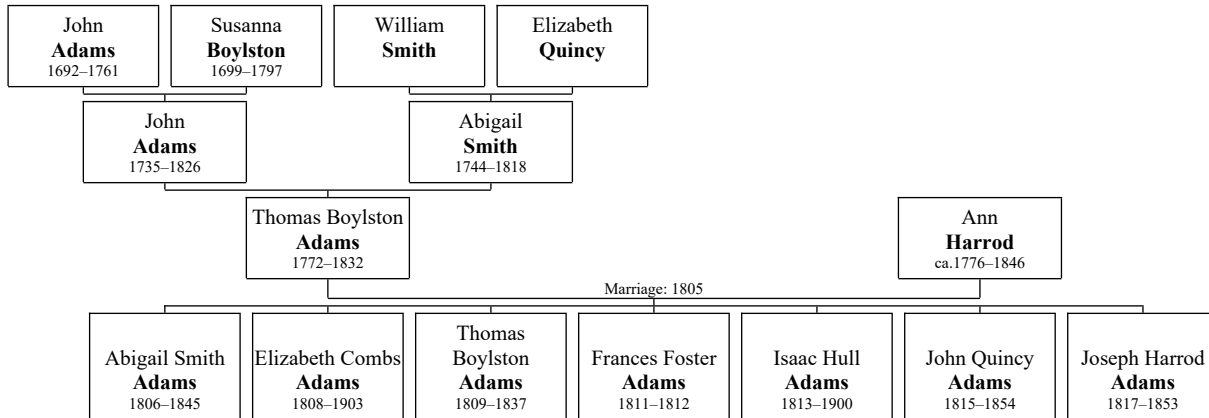 John
Adams
1692–1761
Susanna
Boylston
1699–1797
William
Smith
Elizabeth
Quincy
John
Adams
1735–1826
Abigail
Smith
1744–1818
Thomas Boylston
Adams
1772–1832
Ann
Harrod
ca.1776–1846
Marriage: 1805
Abigail Smith
Adams
1806–1845
Elizabeth Combs
Adams
1808–1903
Thomas
Boylston
Adams
1809–1837
Frances Foster
Adams
1811–1812
Isaac Hull
Adams
1813–1900
John Quincy
Adams
1815–1854
Joseph Harrod
Adams
1817–1853